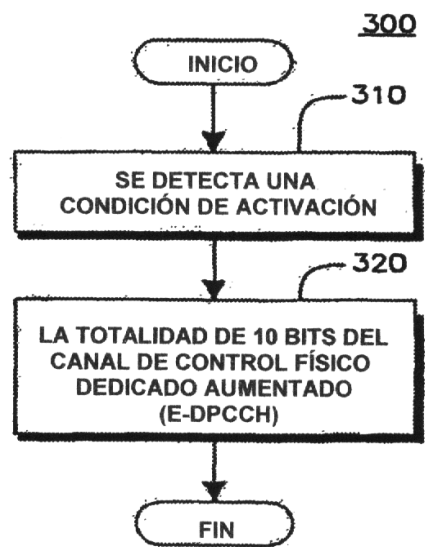 300
INICIO
310
SE DETECTA UNA
CONDICIÓN DE ACTIVACIÓN
320
LA TOTALIDAD DE 10 BITS DEL
CANAL DE CONTROL FÍSICO
DEDICADO AUMENTADO
(E-DPCCH)
FIN